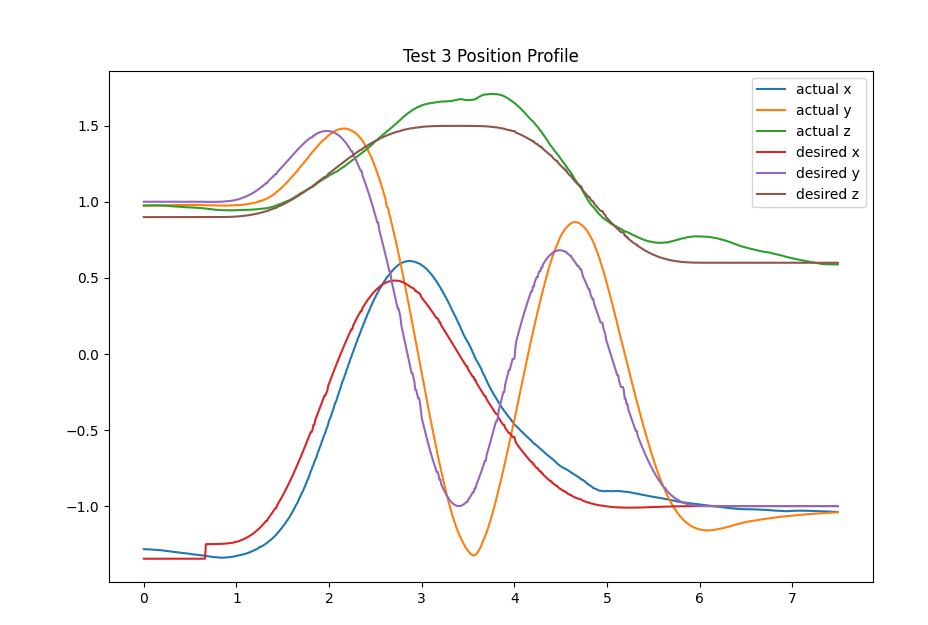 Test 3 Position Profile
actual x
actual y
actual z
desired x
desired y
desired z
1.5
1.0
0.5
0.0
−0.5
−1.0
0 1 2 3 4 5 6 7